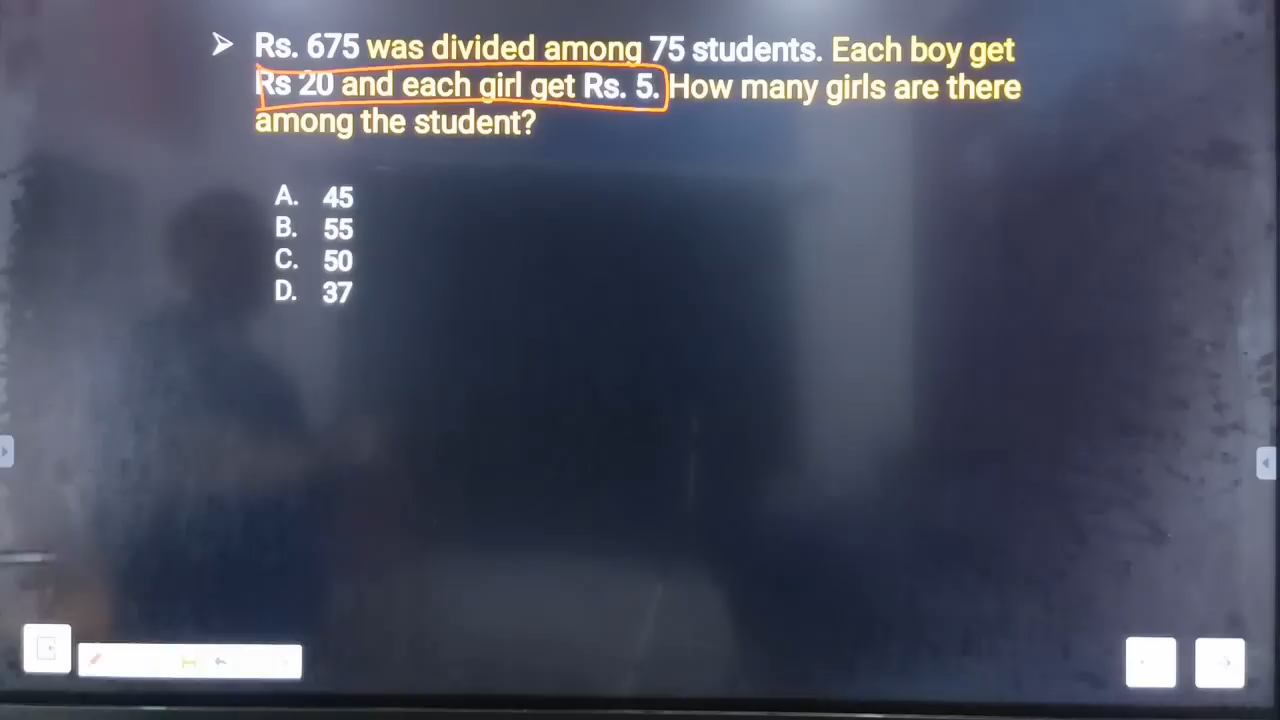 ➤ Rs. 675 was divided among 75 students. Each boy get
Rs 20 and each girl get Rs. 5. How many girls are there
among the student?
A. 45
B. 55
C. 50
D. 37